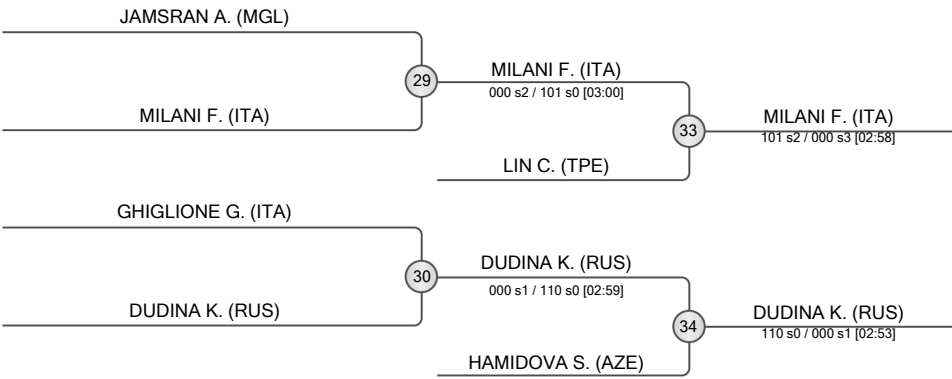 JAMSRAN A. (MGL)
29
MILANI F. (ITA)
000 s2 / 101 s0 [03:00]
MILANI F. (ITA)
33
MILANI F. (ITA)
101 s2 / 000 s3 [02:58]
LIN C. (TPE)
GHIGLIONE G. (ITA)
30
DUDINA K. (RUS)
000 s1 / 110 s0 [02:59]
DUDINA K. (RUS)
34
DUDINA K. (RUS)
110 s0 / 000 s1 [02:53]
HAMIDOVA S. (AZE)